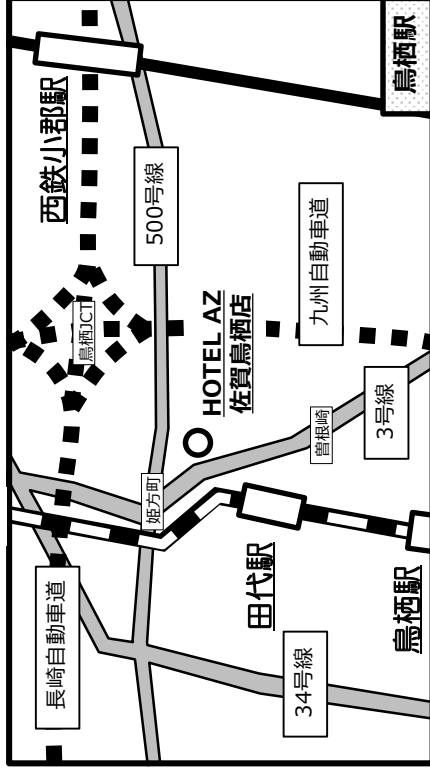 長崎自動車道
西鉄小郡駅
鳥栖JCT
姫方町
500号線
HOTEL AZ
佐賀鳥栖店
田代駅
34号線
曽根崎
九州自動車道
3号線
鳥栖駅
鳥栖駅